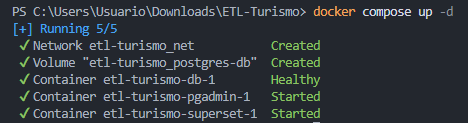 PS C:\Users\Usuario\Downloads\ETL-Turismo> docker compose up -d
[+] Running 5/5
✔ Network etl-turismo_net Created
✔ Volume "etl-turismo_postgres-db" Created
✔ Container etl-turismo-db-1 Healthy
✔ Container etl-turismo-pgadmin-1 Started
✔ Container etl-turismo-superset-1 Started